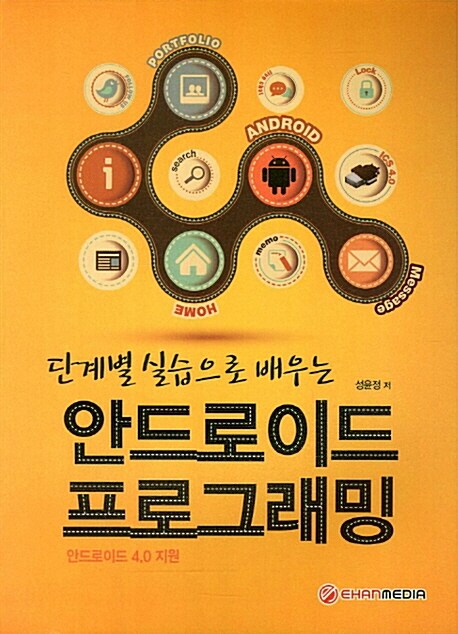 PORTFOLIO
FOLLOW ME
Lock
ANDROID
search
ICS 4.0
memo
HOME
Message
단계별 실습으로 배우는
성윤정 저
안드로이드
프로그래밍
안드로이드 4.0 지원
EHANMEDIA